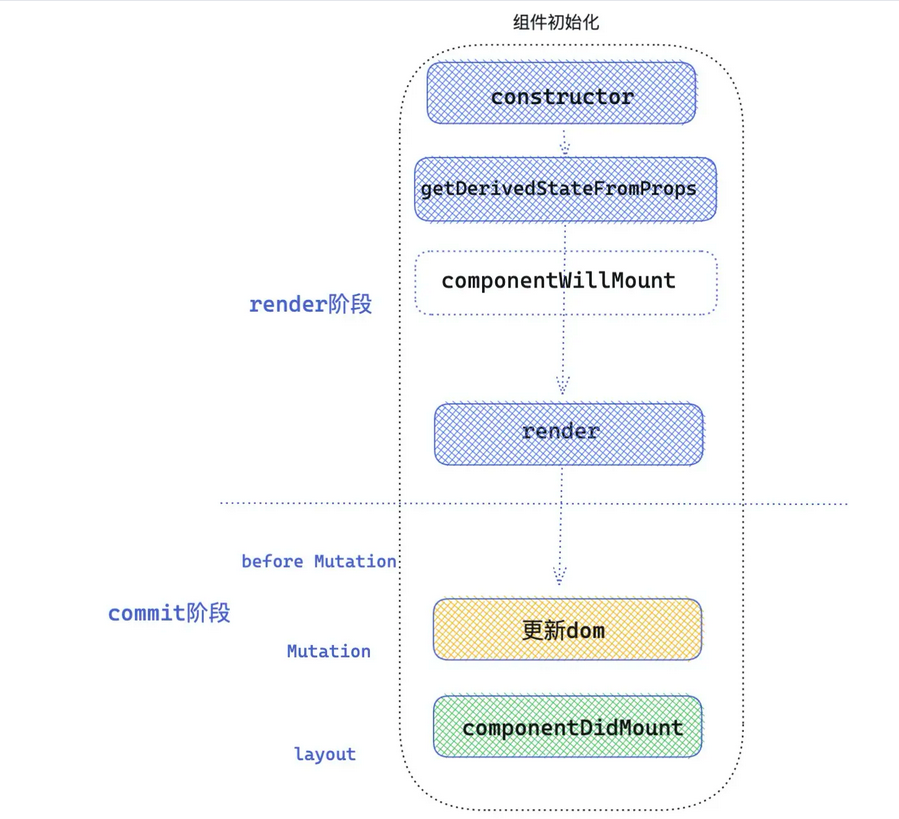 组件初始化
constructor
getDerivedStateFromProps
componentWillMount
render阶段
render
before Mutation
commit阶段
更新dom
Mutation
componentDidMount
layout